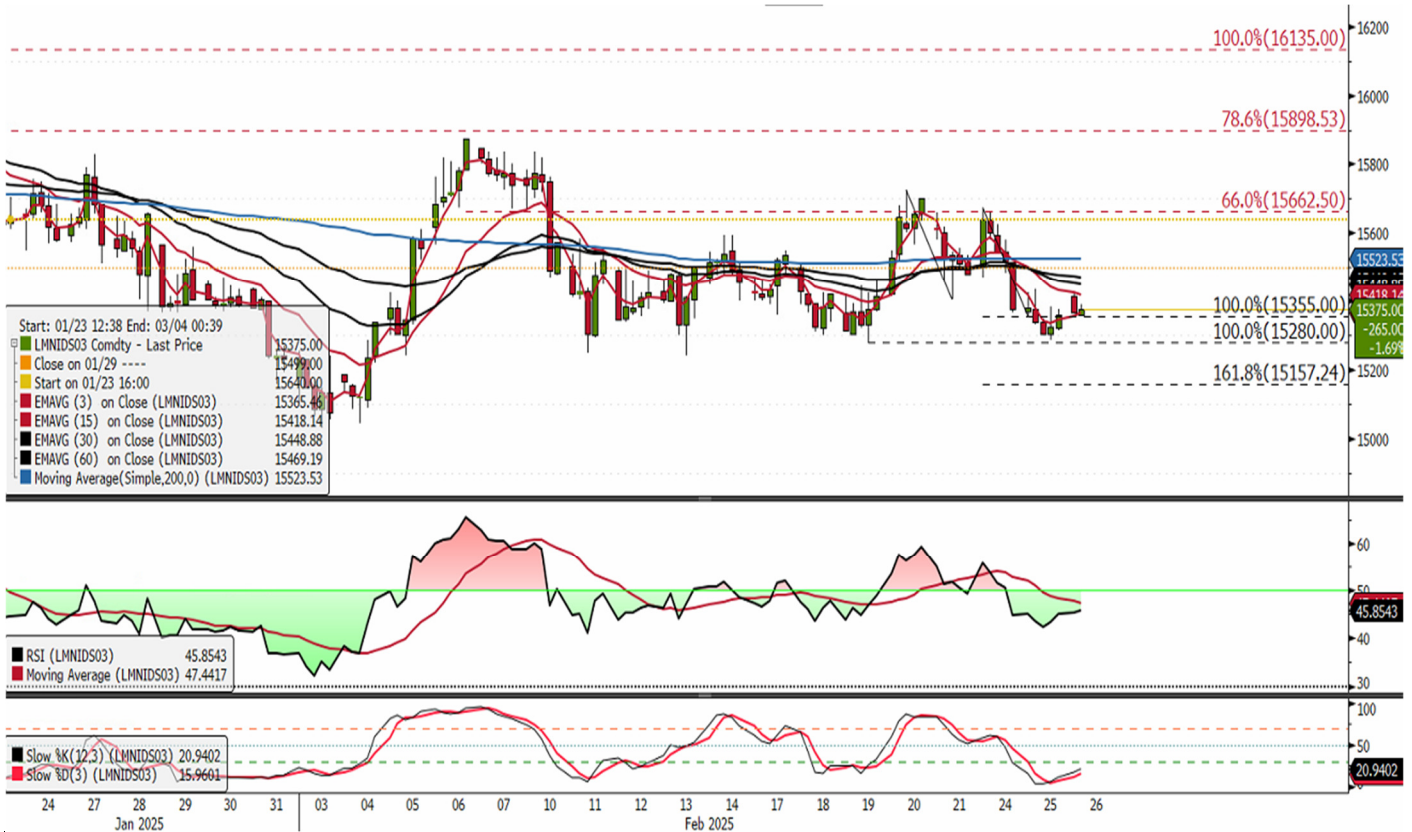 16200
100.0%(16135.00)
16000
78.6%(15898.53)
15800
66.0%(15662.50)
15600
15523.53
15448.88
15418.14
100.0%(15355.00)
15375.00
-265.00
-1.69%
100.0%(15280.00)
15200
161.8%(15157.24)
15000
Start: 01/23 12:38 End: 03/04 00:39
LMNIDS03 Comdty - Last Price 15375.00
Close on 01/29 ---- 15499.00
Start on 01/23 16:00 15640.00
EMAVG (3) on Close (LMNIDS03) 15365.46
EMAVG (15) on Close (LMNIDS03) 15418.14
EMAVG (30) on Close (LMNIDS03) 15448.88
EMAVG (60) on Close (LMNIDS03) 15469.19
Moving Average(Simple,200,0) (LMNIDS03) 15523.53
60
50
45.8543
40
30
RSI (LMNIDS03) 45.8543
Moving Average (LMNIDS03) 47.4417
100
50
20.9402
0
Slow %K(12,3) (LMNIDS03) 20.9402
Slow %D(3) (LMNIDS03) 15.9601
24 27 28 29 30 31 03 04 05 06 07 10 11 12 13 14 17 18 19 20 21 24 25 26
Jan 2025 Feb 2025